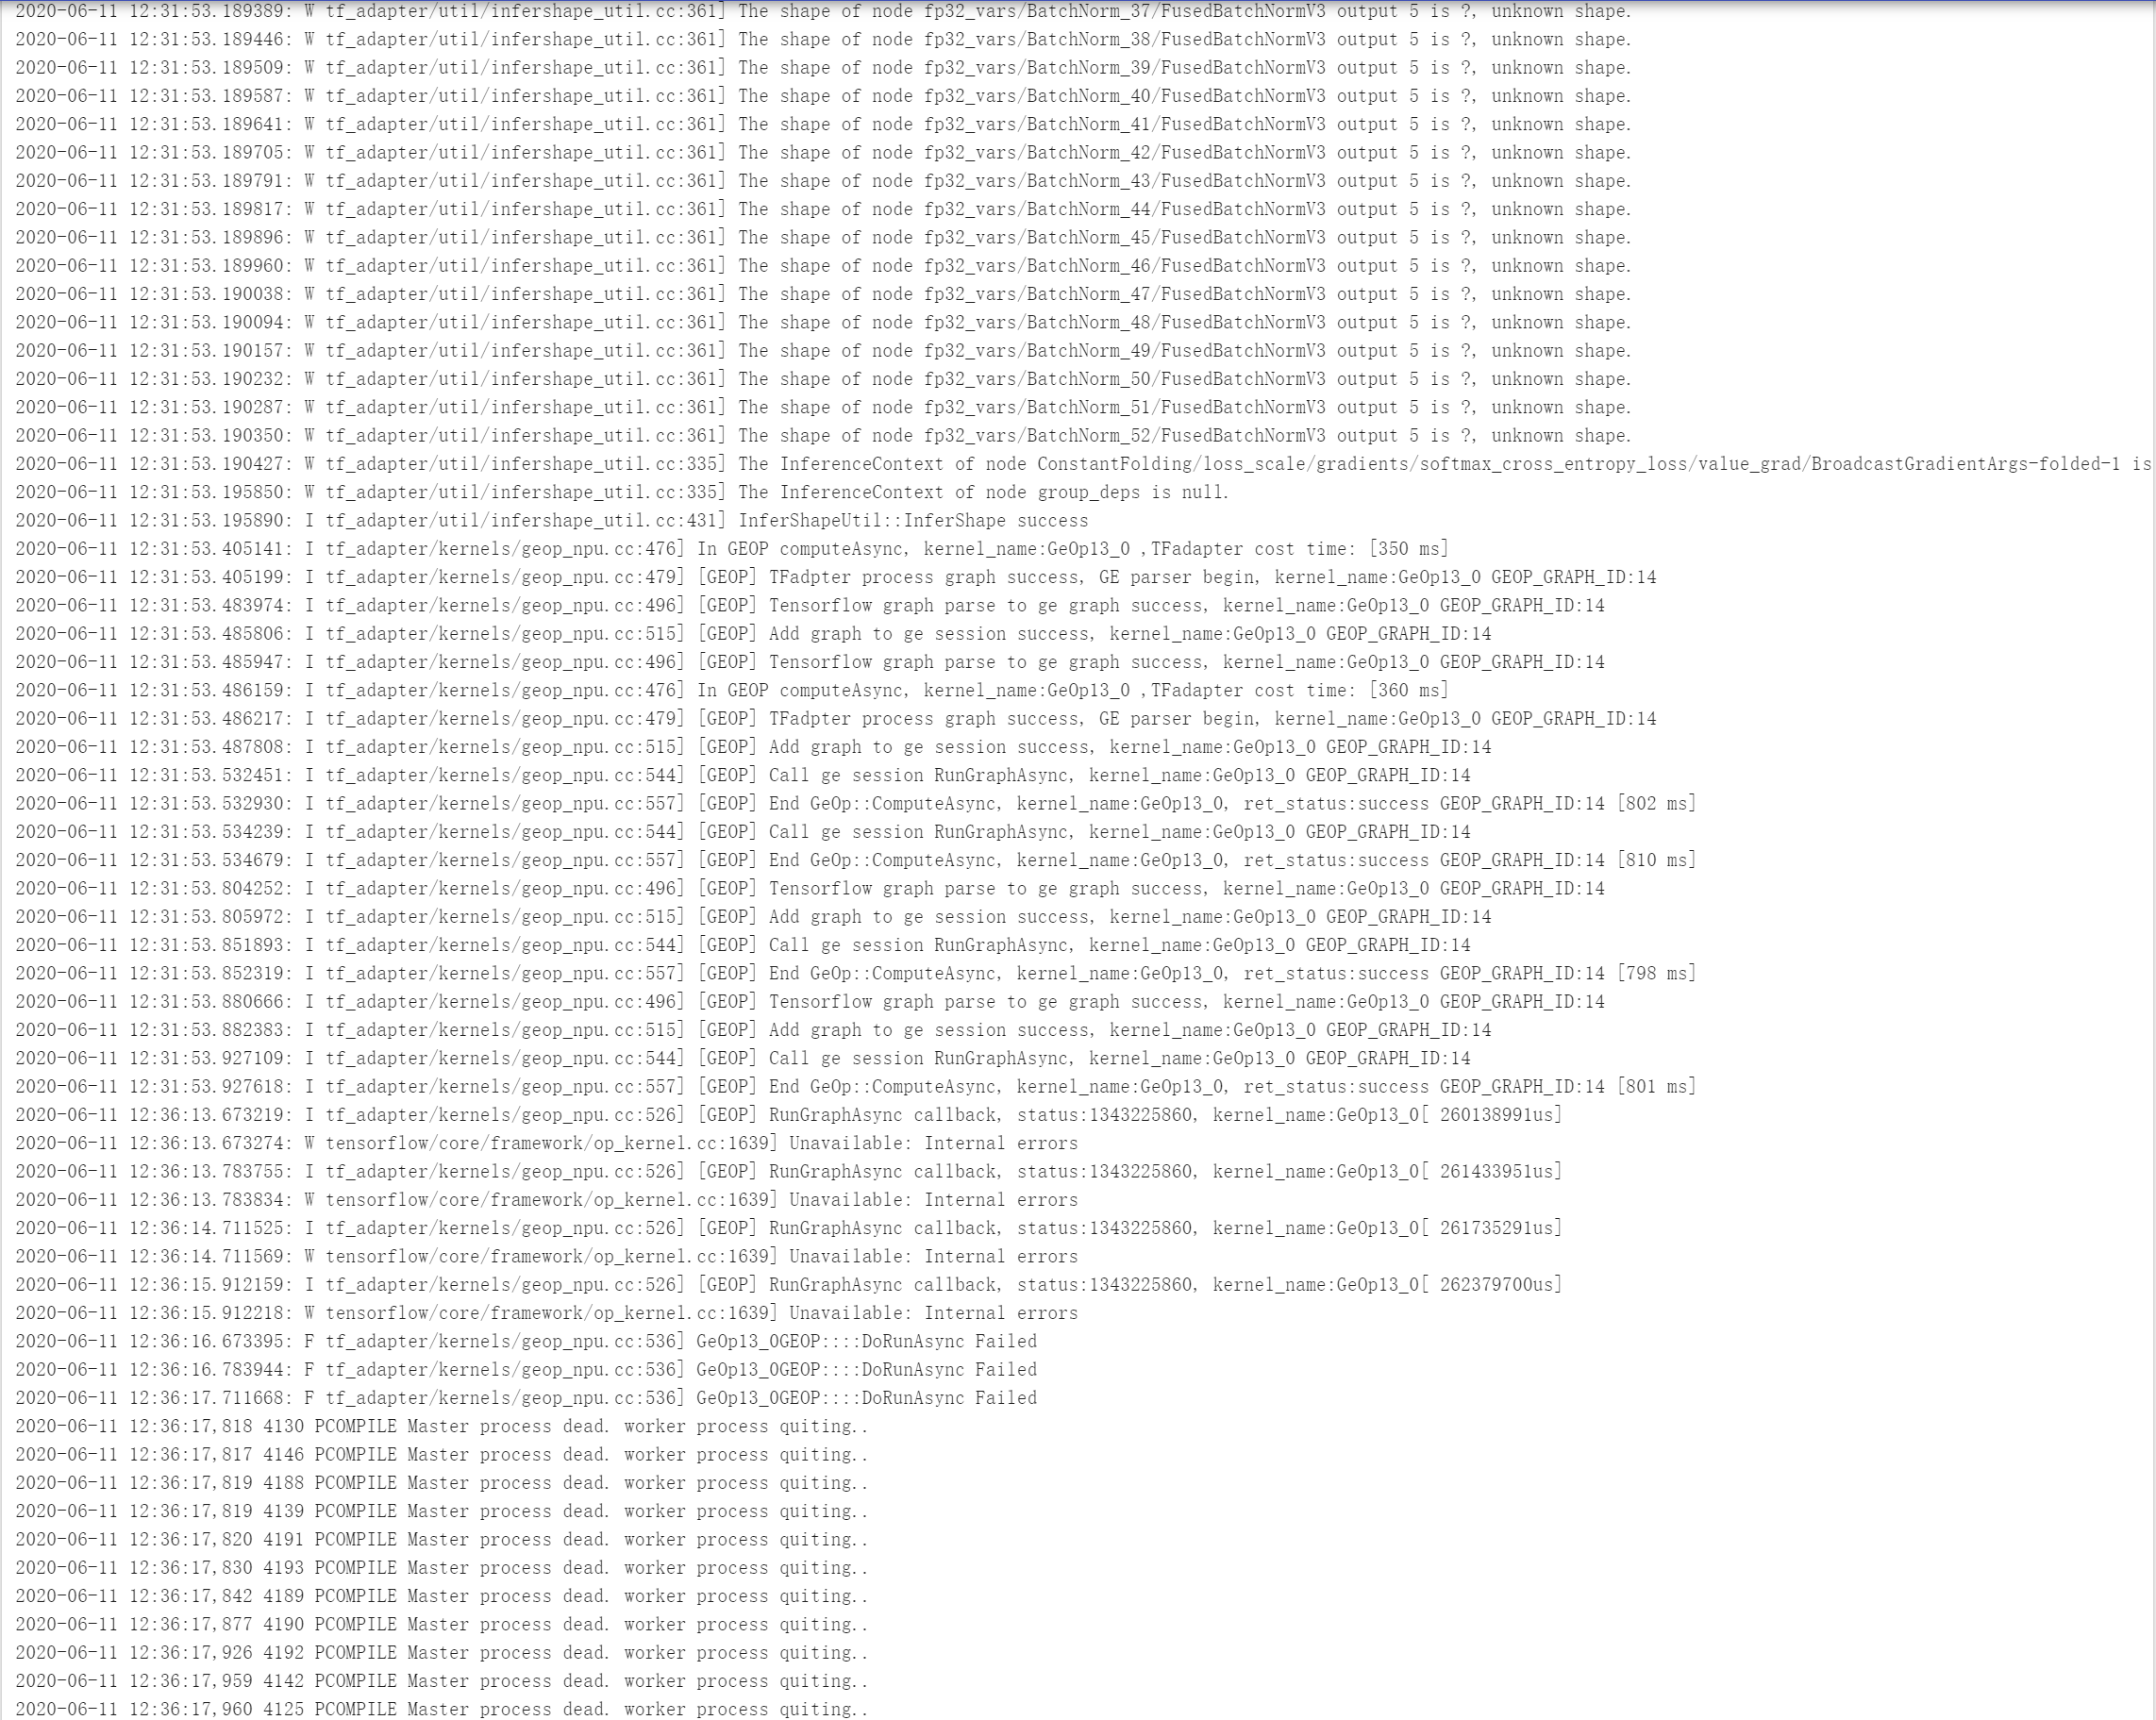 2020-06-11 12:31:53.189389: W tf_adapter/util/infershape_util.cc:361] The shape of node fp32_vars/BatchNorm_37/FusedBatchNormV3 output 5 is ?, unknown shape.
2020-06-11 12:31:53.189446: W tf_adapter/util/infershape_util.cc:361] The shape of node fp32_vars/BatchNorm_38/FusedBatchNormV3 output 5 is ?, unknown shape.
2020-06-11 12:31:53.189509: W tf_adapter/util/infershape_util.cc:361] The shape of node fp32_vars/BatchNorm_39/FusedBatchNormV3 output 5 is ?, unknown shape.
2020-06-11 12:31:53.189587: W tf_adapter/util/infershape_util.cc:361] The shape of node fp32_vars/BatchNorm_40/FusedBatchNormV3 output 5 is ?, unknown shape.
2020-06-11 12:31:53.189641: W tf_adapter/util/infershape_util.cc:361] The shape of node fp32_vars/BatchNorm_41/FusedBatchNormV3 output 5 is ?, unknown shape.
2020-06-11 12:31:53.189705: W tf_adapter/util/infershape_util.cc:361] The shape of node fp32_vars/BatchNorm_42/FusedBatchNormV3 output 5 is ?, unknown shape.
2020-06-11 12:31:53.189791: W tf_adapter/util/infershape_util.cc:361] The shape of node fp32_vars/BatchNorm_43/FusedBatchNormV3 output 5 is ?, unknown shape.
2020-06-11 12:31:53.189817: W tf_adapter/util/infershape_util.cc:361] The shape of node fp32_vars/BatchNorm_44/FusedBatchNormV3 output 5 is ?, unknown shape.
2020-06-11 12:31:53.189896: W tf_adapter/util/infershape_util.cc:361] The shape of node fp32_vars/BatchNorm_45/FusedBatchNormV3 output 5 is ?, unknown shape.
2020-06-11 12:31:53.189960: W tf_adapter/util/infershape_util.cc:361] The shape of node fp32_vars/BatchNorm_46/FusedBatchNormV3 output 5 is ?, unknown shape.
2020-06-11 12:31:53.190038: W tf_adapter/util/infershape_util.cc:361] The shape of node fp32_vars/BatchNorm_47/FusedBatchNormV3 output 5 is ?, unknown shape.
2020-06-11 12:31:53.190094: W tf_adapter/util/infershape_util.cc:361] The shape of node fp32_vars/BatchNorm_48/FusedBatchNormV3 output 5 is ?, unknown shape.
2020-06-11 12:31:53.190157: W tf_adapter/util/infershape_util.cc:361] The shape of node fp32_vars/BatchNorm_49/FusedBatchNormV3 output 5 is ?, unknown shape.
2020-06-11 12:31:53.190232: W tf_adapter/util/infershape_util.cc:361] The shape of node fp32_vars/BatchNorm_50/FusedBatchNormV3 output 5 is ?, unknown shape.
2020-06-11 12:31:53.190287: W tf_adapter/util/infershape_util.cc:361] The shape of node fp32_vars/BatchNorm_51/FusedBatchNormV3 output 5 is ?, unknown shape.
2020-06-11 12:31:53.190350: W tf_adapter/util/infershape_util.cc:361] The shape of node fp32_vars/BatchNorm_52/FusedBatchNormV3 output 5 is ?, unknown shape.
2020-06-11 12:31:53.190427: W tf_adapter/util/infershape_util.cc:335] The InferenceContext of node ConstantFolding/loss_scale/gradients/softmax_cross_entropy_loss/value_grad/BroadcastGradientArgs-folded-1 is
2020-06-11 12:31:53.195850: W tf_adapter/util/infershape_util.cc:335] The InferenceContext of node group_deps is null.
2020-06-11 12:31:53.195890: I tf_adapter/util/infershape_util.cc:431] InferShapeUtil::InferShape success
2020-06-11 12:31:53.405141: I tf_adapter/kernels/geop_npu.cc:476] In GEOP computeAsync, kernel_name:GeOp13_0 ,TFadapter cost time: [350 ms]
2020-06-11 12:31:53.405199: I tf_adapter/kernels/geop_npu.cc:479] [GEOP] TFadpter process graph success, GE parser begin, kernel_name:GeOp13_0 GEOP_GRAPH_ID:14
2020-06-11 12:31:53.483974: I tf_adapter/kernels/geop_npu.cc:496] [GEOP] Tensorflow graph parse to ge graph success, kernel_name:GeOp13_0 GEOP_GRAPH_ID:14
2020-06-11 12:31:53.485806: I tf_adapter/kernels/geop_npu.cc:515] [GEOP] Add graph to ge session success, kernel_name:GeOp13_0 GEOP_GRAPH_ID:14
2020-06-11 12:31:53.485947: I tf_adapter/kernels/geop_npu.cc:496] [GEOP] Tensorflow graph parse to ge graph success, kernel_name:GeOp13_0 GEOP_GRAPH_ID:14
2020-06-11 12:31:53.486159: I tf_adapter/kernels/geop_npu.cc:476] In GEOP computeAsync, kernel_name:GeOp13_0 ,TFadapter cost time: [360 ms]
2020-06-11 12:31:53.486217: I tf_adapter/kernels/geop_npu.cc:479] [GEOP] TFadpter process graph success, GE parser begin, kernel_name:GeOp13_0 GEOP_GRAPH_ID:14
2020-06-11 12:31:53.487808: I tf_adapter/kernels/geop_npu.cc:515] [GEOP] Add graph to ge session success, kernel_name:GeOp13_0 GEOP_GRAPH_ID:14
2020-06-11 12:31:53.532451: I tf_adapter/kernels/geop_npu.cc:544] [GEOP] Call ge session RunGraphAsync, kernel_name:GeOp13_0 GEOP_GRAPH_ID:14
2020-06-11 12:31:53.532930: I tf_adapter/kernels/geop_npu.cc:557] [GEOP] End GeOp::ComputeAsync, kernel_name:GeOp13_0, ret_status:success GEOP_GRAPH_ID:14 [802 ms]
2020-06-11 12:31:53.534239: I tf_adapter/kernels/geop_npu.cc:544] [GEOP] Call ge session RunGraphAsync, kernel_name:GeOp13_0 GEOP_GRAPH_ID:14
2020-06-11 12:31:53.534679: I tf_adapter/kernels/geop_npu.cc:557] [GEOP] End GeOp::ComputeAsync, kernel_name:GeOp13_0, ret_status:success GEOP_GRAPH_ID:14 [810 ms]
2020-06-11 12:31:53.804252: I tf_adapter/kernels/geop_npu.cc:496] [GEOP] Tensorflow graph parse to ge graph success, kernel_name:GeOp13_0 GEOP_GRAPH_ID:14
2020-06-11 12:31:53.805972: I tf_adapter/kernels/geop_npu.cc:515] [GEOP] Add graph to ge session success, kernel_name:GeOp13_0 GEOP_GRAPH_ID:14
2020-06-11 12:31:53.851893: I tf_adapter/kernels/geop_npu.cc:544] [GEOP] Call ge session RunGraphAsync, kernel_name:GeOp13_0 GEOP_GRAPH_ID:14
2020-06-11 12:31:53.852319: I tf_adapter/kernels/geop_npu.cc:557] [GEOP] End GeOp::ComputeAsync, kernel_name:GeOp13_0, ret_status:success GEOP_GRAPH_ID:14 [798 ms]
2020-06-11 12:31:53.880666: I tf_adapter/kernels/geop_npu.cc:496] [GEOP] Tensorflow graph parse to ge graph success, kernel_name:GeOp13_0 GEOP_GRAPH_ID:14
2020-06-11 12:31:53.882383: I tf_adapter/kernels/geop_npu.cc:515] [GEOP] Add graph to ge session success, kernel_name:GeOp13_0 GEOP_GRAPH_ID:14
2020-06-11 12:31:53.927109: I tf_adapter/kernels/geop_npu.cc:544] [GEOP] Call ge session RunGraphAsync, kernel_name:GeOp13_0 GEOP_GRAPH_ID:14
2020-06-11 12:31:53.927618: I tf_adapter/kernels/geop_npu.cc:557] [GEOP] End GeOp::ComputeAsync, kernel_name:GeOp13_0, ret_status:success GEOP_GRAPH_ID:14 [801 ms]
2020-06-11 12:36:13.673219: I tf_adapter/kernels/geop_npu.cc:526] [GEOP] RunGraphAsync callback, status:1343225860, kernel_name:GeOp13_0[ 260138991us]
2020-06-11 12:36:13.673274: W tensorflow/core/framework/op_kernel.cc:1639] Unavailable: Internal errors
2020-06-11 12:36:13.783755: I tf_adapter/kernels/geop_npu.cc:526] [GEOP] RunGraphAsync callback, status:1343225860, kernel_name:GeOp13_0[ 261433951us]
2020-06-11 12:36:13.783834: W tensorflow/core/framework/op_kernel.cc:1639] Unavailable: Internal errors
2020-06-11 12:36:14.711525: I tf_adapter/kernels/geop_npu.cc:526] [GEOP] RunGraphAsync callback, status:1343225860, kernel_name:GeOp13_0[ 261735291us]
2020-06-11 12:36:14.711569: W tensorflow/core/framework/op_kernel.cc:1639] Unavailable: Internal errors
2020-06-11 12:36:15.912159: I tf_adapter/kernels/geop_npu.cc:526] [GEOP] RunGraphAsync callback, status:1343225860, kernel_name:GeOp13_0[ 262379700us]
2020-06-11 12:36:15.912218: W tensorflow/core/framework/op_kernel.cc:1639] Unavailable: Internal errors
2020-06-11 12:36:16.673395: F tf_adapter/kernels/geop_npu.cc:536] GeOp13_0GEOP::::DoRunAsync Failed
2020-06-11 12:36:16.783944: F tf_adapter/kernels/geop_npu.cc:536] GeOp13_0GEOP::::DoRunAsync Failed
2020-06-11 12:36:17.711668: F tf_adapter/kernels/geop_npu.cc:536] GeOp13_0GEOP::::DoRunAsync Failed
2020-06-11 12:36:17,818 4130 PCOMPILE Master process dead. worker process quiting..
2020-06-11 12:36:17,817 4146 PCOMPILE Master process dead. worker process quiting..
2020-06-11 12:36:17,819 4188 PCOMPILE Master process dead. worker process quiting..
2020-06-11 12:36:17,819 4139 PCOMPILE Master process dead. worker process quiting..
2020-06-11 12:36:17,820 4191 PCOMPILE Master process dead. worker process quiting..
2020-06-11 12:36:17,830 4193 PCOMPILE Master process dead. worker process quiting..
2020-06-11 12:36:17,842 4189 PCOMPILE Master process dead. worker process quiting..
2020-06-11 12:36:17,877 4190 PCOMPILE Master process dead. worker process quiting..
2020-06-11 12:36:17,926 4192 PCOMPILE Master process dead. worker process quiting..
2020-06-11 12:36:17,959 4142 PCOMPILE Master process dead. worker process quiting..
2020-06-11 12:36:17,960 4125 PCOMPILE Master process dead. worker process quiting..